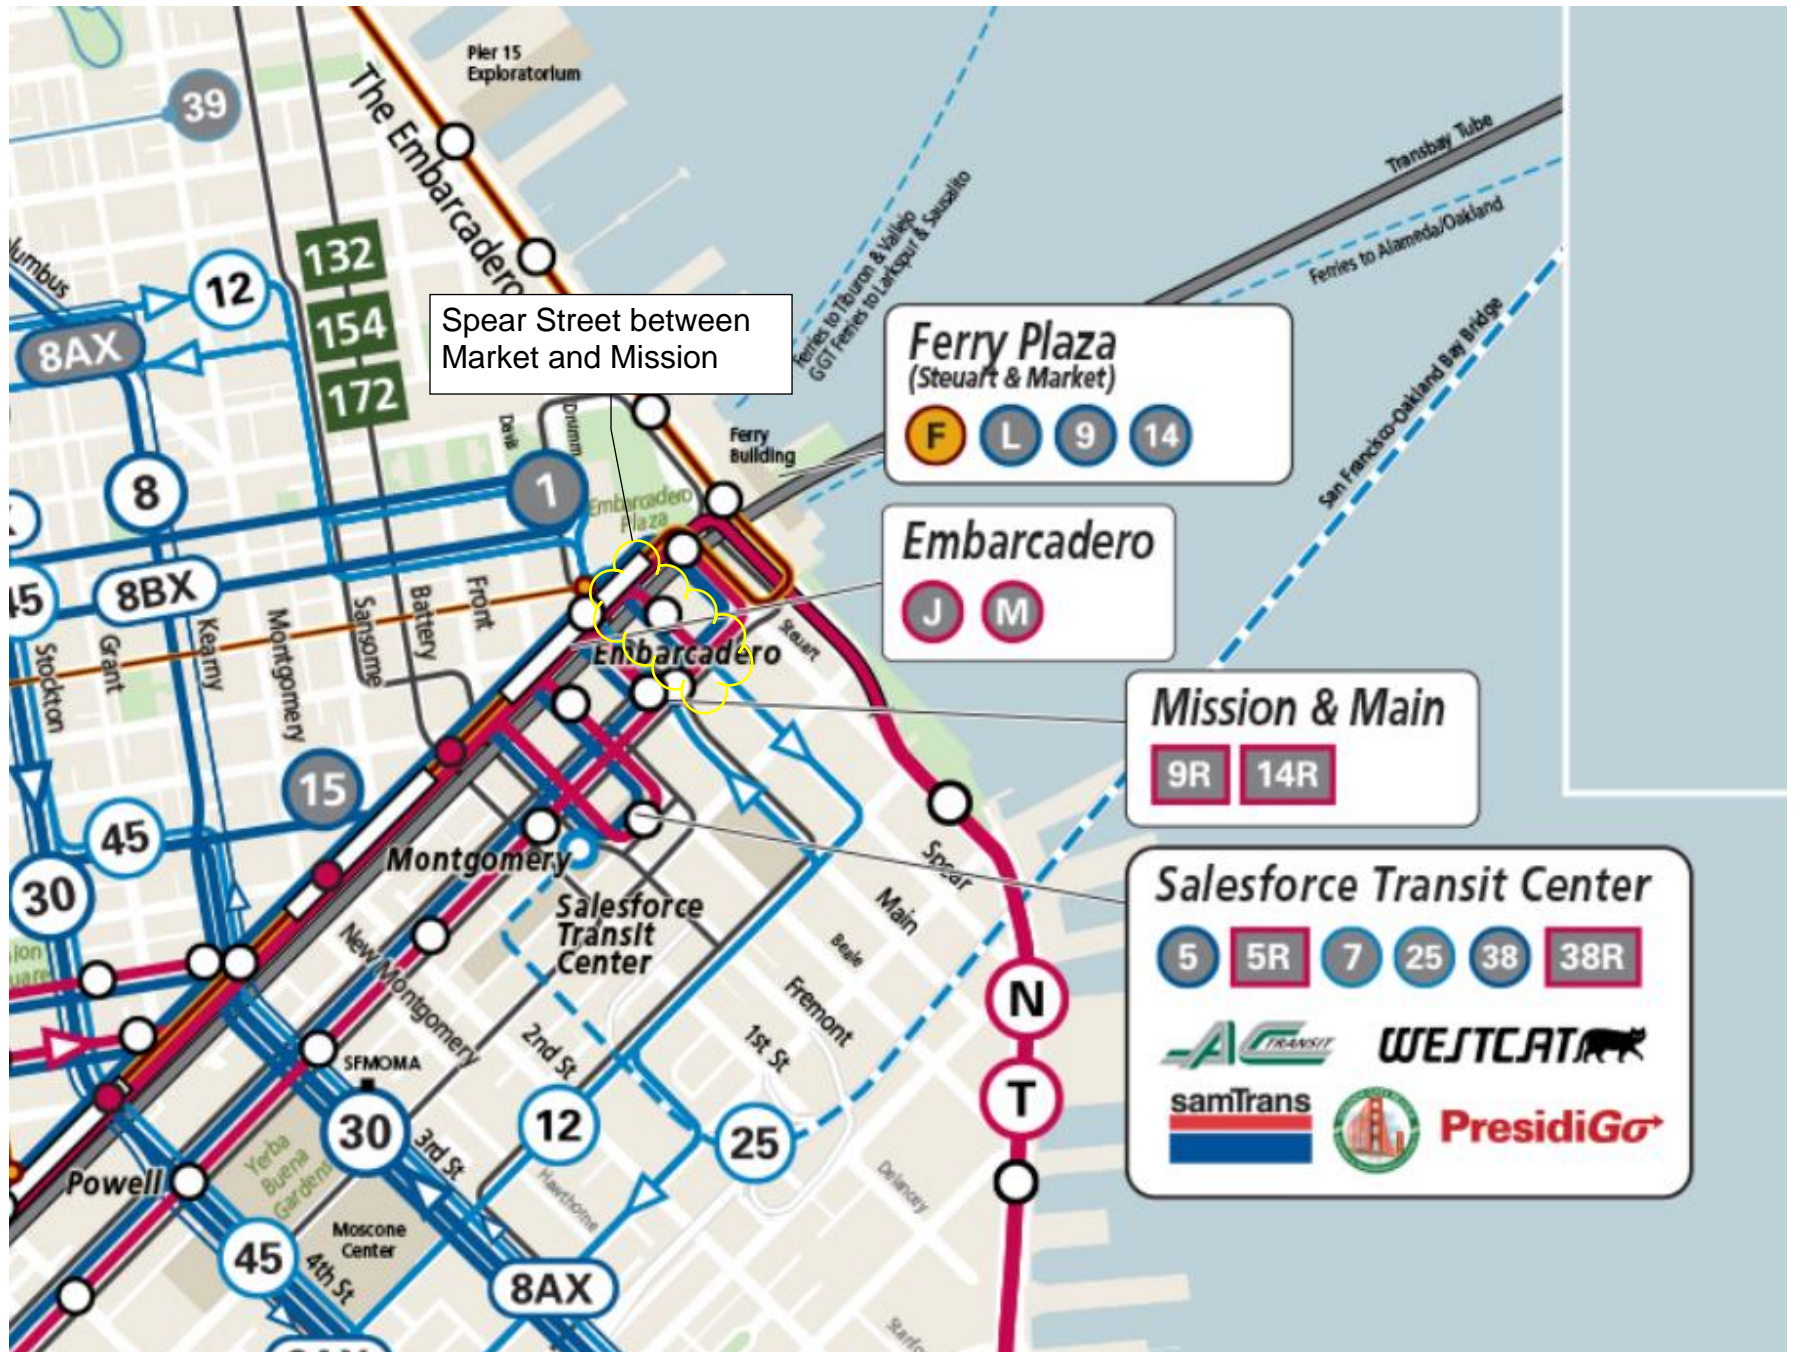 Pier 15
Exploratorium
39
The Embarcadero
132
154
172
12
8AX
Spear Street between
Market and Mission
Ferries to Tiburon & Vallejo
GGT Ferries to Larkspur & Sausalito
Transbay Tube
Ferries to Alameda/Oakland
San Francisco-Oakland Bay Bridge
Ferry Plaza
(Steuart & Market)
F L 9 14
Davis
Drumm
Ferry
Building
8
1
Embarcadero
Plaza
Embarcadero
J M
45
8BX
Stockton
Grant
Kearny
Montgomery
Sansome
Battery
Front
Embarcadero
Steuart
Mission & Main
9R 14R
15
45
30
Montgomery
Salesforce
Transit
Center
Spear
Main
Beale
Fremont
1st St
2nd St
New Montgomery
Salesforce Transit Center
5 5R 7 25 38 38R
AC TRANSIT
WESTCAT
samTrans
PresidiGo
N
T
SFMOMA
30
3rd St
12
25
Yerba
Buena
Gardens
Hawthorne
Delancey
Powell
Moscone
Center
45
4th St
8AX